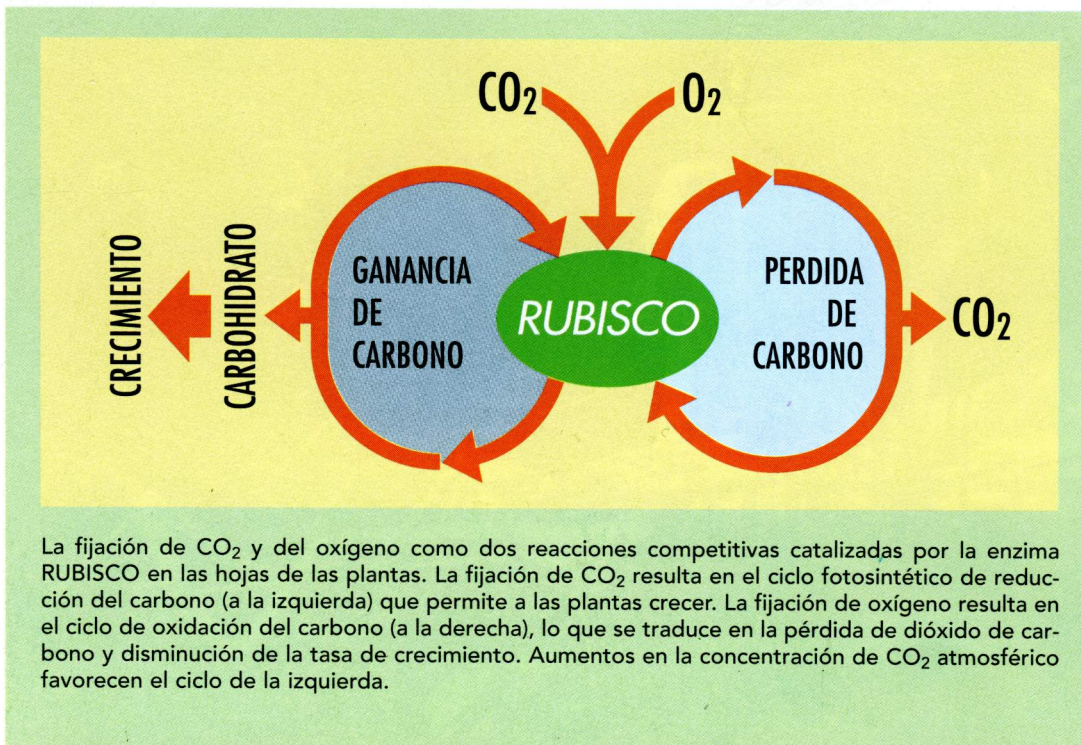 CO₂
O₂
CRECIMIENTO
CARBOHIDRATO
GANANCIA
DE
CARBONO
RUBISCO
PERDIDA
DE
CARBONO
CO₂
La fijación de CO₂ y del oxígeno como dos reacciones competitivas catalizadas por la enzima
RUBISCO en las hojas de las plantas. La fijación de CO₂ resulta en el ciclo fotosintético de reduc-
ción del carbono (a la izquierda) que permite a las plantas crecer. La fijación de oxígeno resulta en
el ciclo de oxidación del carbono (a la derecha), lo que se traduce en la pérdida de dióxido de car-
bono y disminución de la tasa de crecimiento. Aumentos en la concentración de CO₂ atmosférico
favorecen el ciclo de la izquierda.